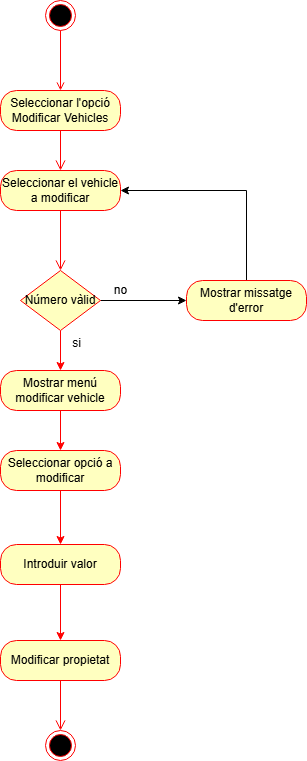 Seleccionar l'opció
Modificar Vehicles
Seleccionar el vehicle
a modificar
Número vàlid
no
Mostrar missatge
d'error
si
Mostrar menú
modificar vehicle
Seleccionar opció a
modificar
Introduir valor
Modificar propietat